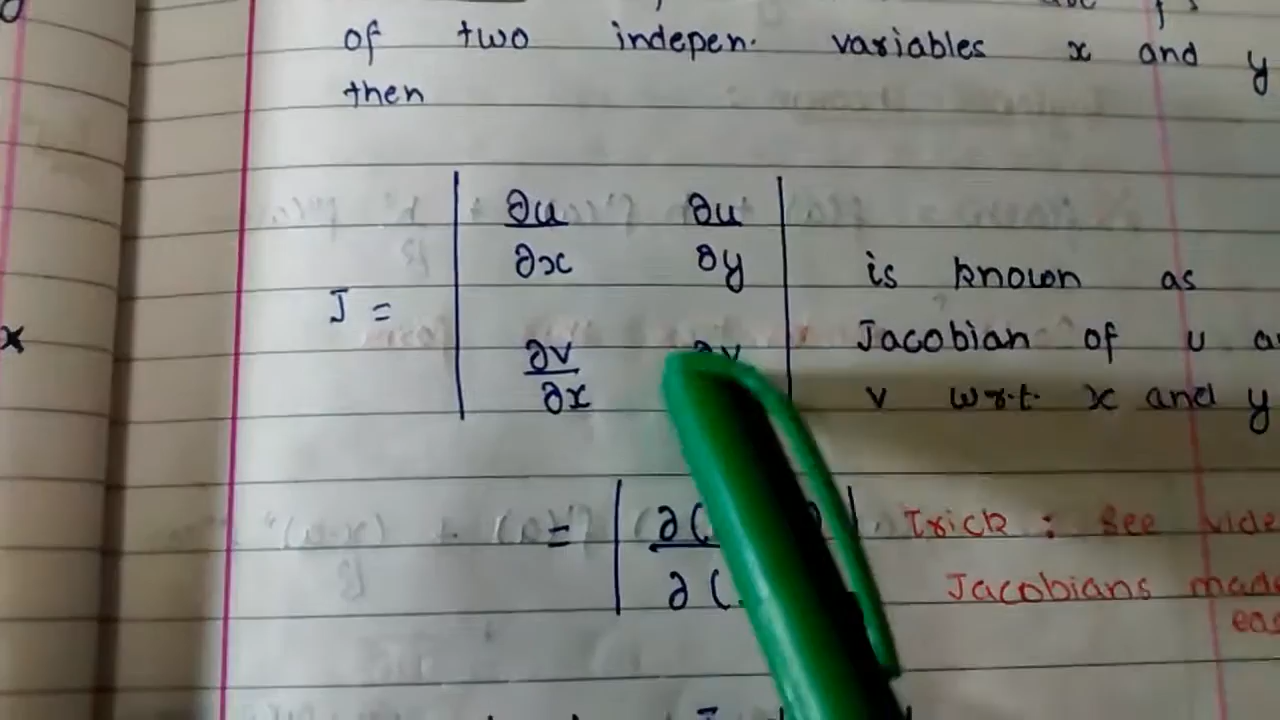 of two indepen. variables x and y
then
J = | ∂u/∂x ∂u/∂y | is known as
| ∂v/∂x ∂v | Jacobian of u
v w.r.t. x and y
= | ∂( / ∂( | Trick : See
Jacobians